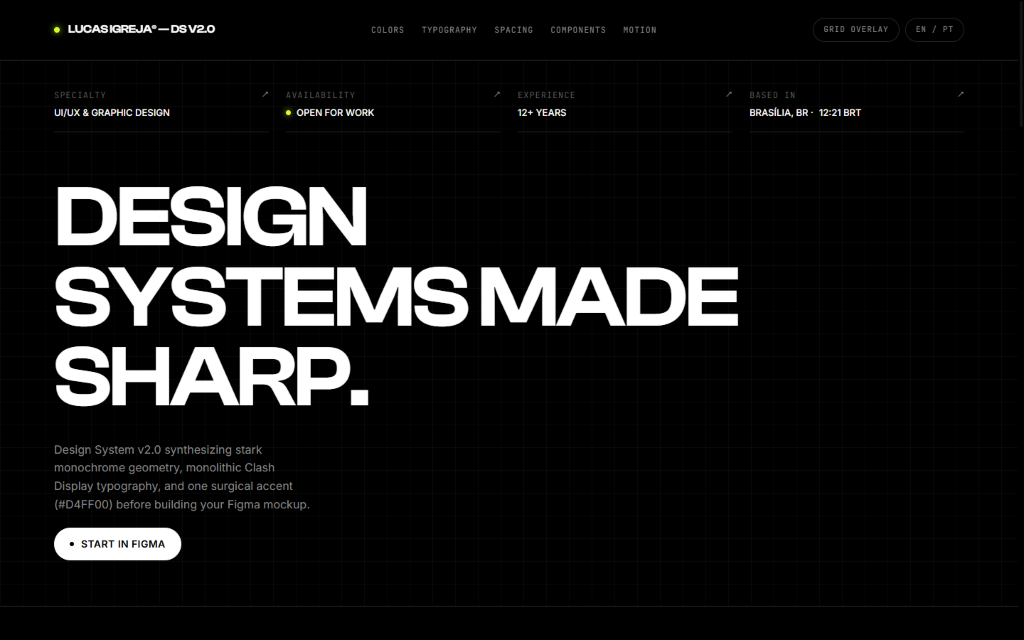 LUCAS IGREJA® — DS V2.0
COLORS TYPOGRAPHY SPACING COMPONENTS MOTION
GRID OVERLAY
EN / PT
SPECIALTY ↗
UI/UX & GRAPHIC DESIGN
AVAILABILITY ↗
OPEN FOR WORK
EXPERIENCE ↗
12+ YEARS
BASED IN ↗
BRASÍLIA, BR · 12:21 BRT
DESIGN
SYSTEMS MADE
SHARP.
Design System v2.0 synthesizing stark
monochrome geometry, monolithic Clash
Display typography, and one surgical accent
(#D4FF00) before building your Figma mockup.
START IN FIGMA